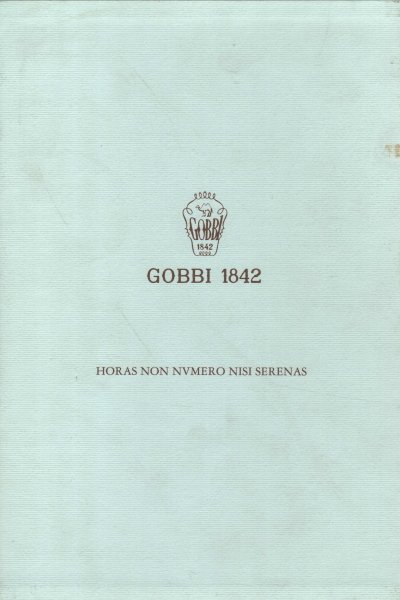 GOBBI
1842
GOBBI 1842
HORAS NON NVMERO NISI SERENAS